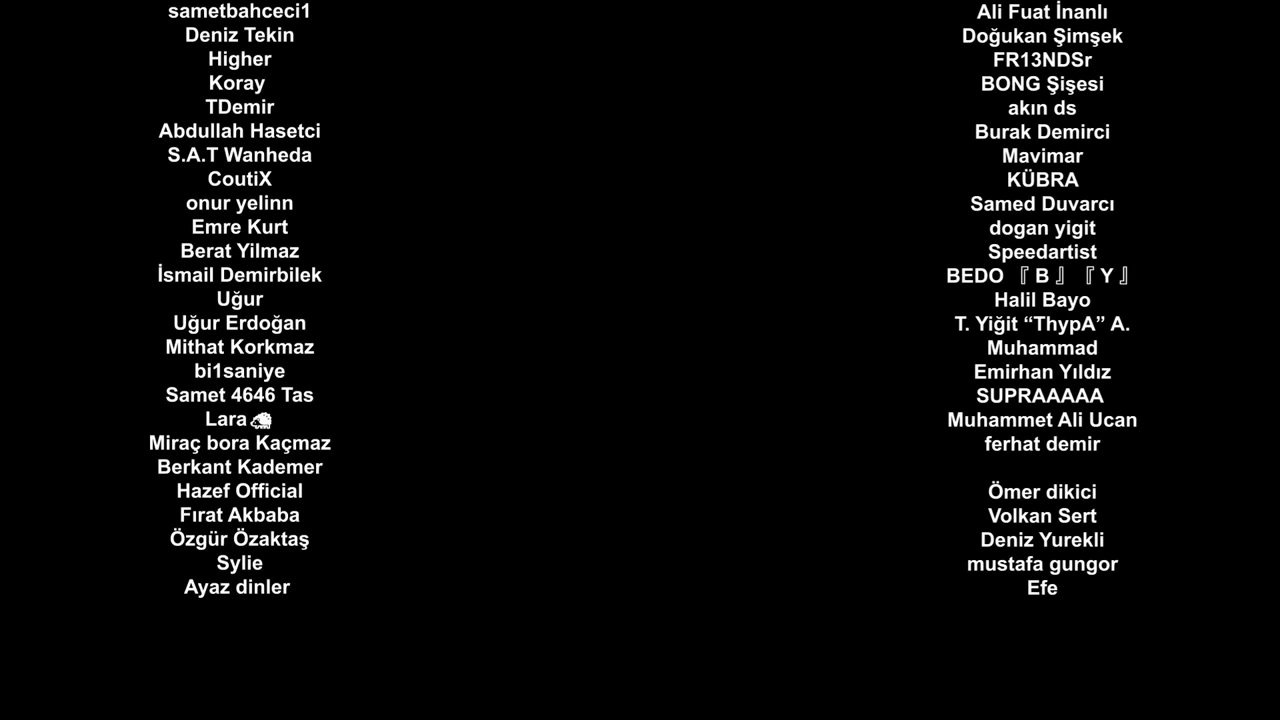 sametbahceci1
Deniz Tekin
Higher
Koray
TDemir
Abdullah Hasetci
S.A.T Wanheda
CoutiX
onur yelinn
Emre Kurt
Berat Yilmaz
İsmail Demirbilek
Uğur
Uğur Erdoğan
Mithat Korkmaz
bi1saniye
Samet 4646 Tas
Lara🦔
Miraç bora Kaçmaz
Berkant Kademer
Hazef Official
Fırat Akbaba
Özgür Özaktaş
Sylie
Ayaz dinler
Ali Fuat İnanlı
Doğukan Şimşek
FR13NDSr
BONG Şişesi
akın ds
Burak Demirci
Mavimar
KÜBRA
Samed Duvarcı
dogan yigit
Speedartist
BEDO 『 B 』 『 Y 』
Halil Bayo
T. Yiğit “ThypA” A.
Muhammad
Emirhan Yıldız
SUPRAAAAA
Muhammet Ali Ucan
ferhat demir
Ömer dikici
Volkan Sert
Deniz Yurekli
mustafa gungor
Efe